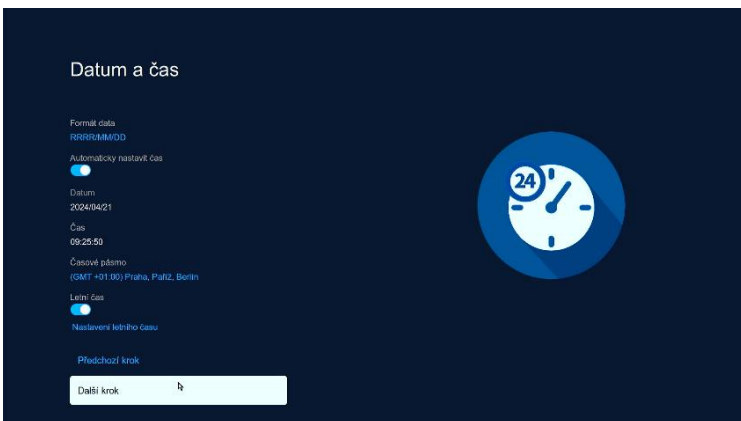 Datum a čas
Formát data
RRRR/MM/DD
Automaticky nastavit čas
Datum
2024/04/21
Čas
09:25:50
Časové pásmo
(GMT +01:00) Praha, Paříž, Berlin
Letní čas
Nastavení letního času
Předchozí krok
Další krok
24